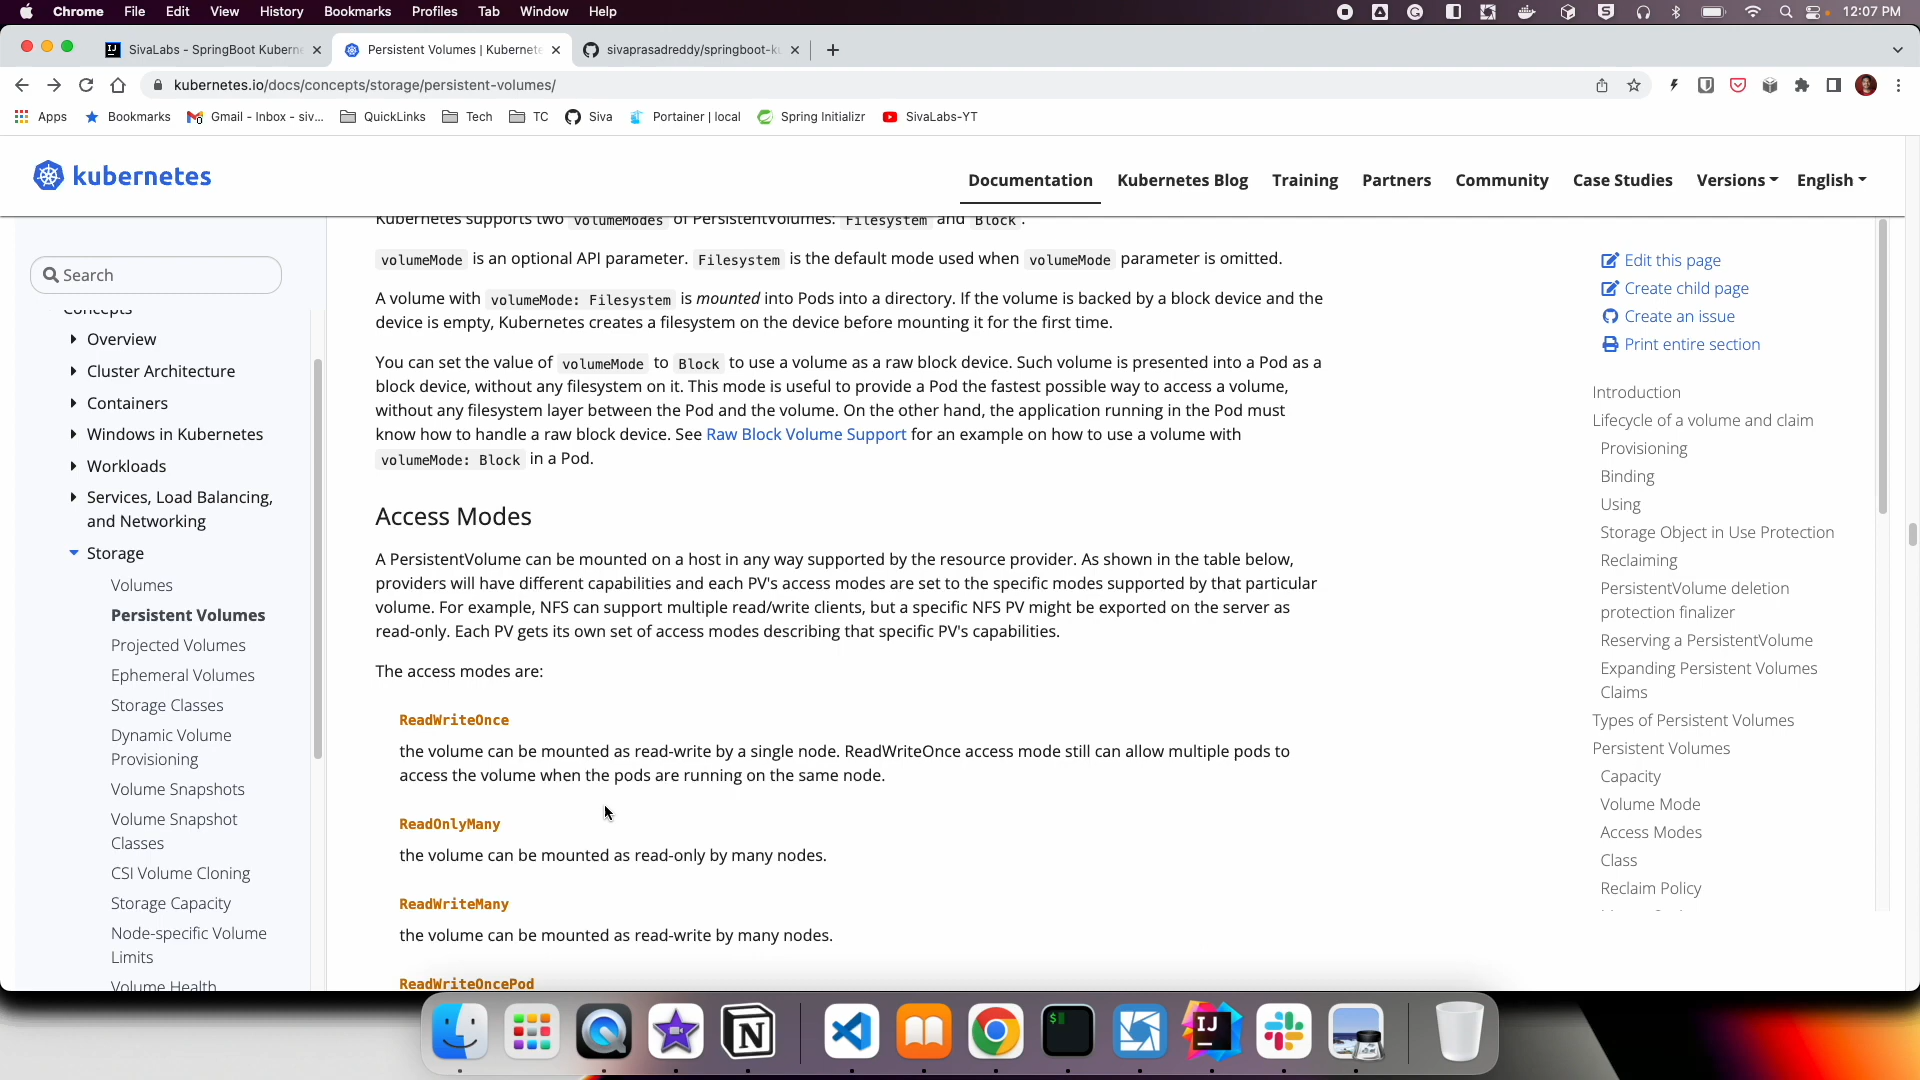 Chrome File Edit View History Bookmarks Profiles Tab Window Help 12:07 PM
SivaLabs - SpringBoot Kuberne
Persistent Volumes | Kubernete
sivaprasadreddy/springboot-k
kubernetes.io/docs/concepts/storage/persistent-volumes/
Apps Bookmarks Gmail - Inbox - siv... QuickLinks Tech TC Siva Portainer | local Spring Initializr SivaLabs-YT
kubernetes
Documentation Kubernetes Blog Training Partners Community Case Studies Versions English
Search
Concepts
Overview
Cluster Architecture
Containers
Windows in Kubernetes
Workloads
Services, Load Balancing,
and Networking
Storage
Volumes
Persistent Volumes
Projected Volumes
Ephemeral Volumes
Storage Classes
Dynamic Volume
Provisioning
Volume Snapshots
Volume Snapshot
Classes
CSI Volume Cloning
Storage Capacity
Node-specific Volume
Limits
Volume Health
Kubernetes supports two volumeModes of PersistentVolumes: Filesystem and Block.
volumeMode is an optional API parameter. Filesystem is the default mode used when volumeMode parameter is omitted.
A volume with volumeMode: Filesystem is mounted into Pods into a directory. If the volume is backed by a block device and the
device is empty, Kubernetes creates a filesystem on the device before mounting it for the first time.
You can set the value of volumeMode to Block to use a volume as a raw block device. Such volume is presented into a Pod as a
block device, without any filesystem on it. This mode is useful to provide a Pod the fastest possible way to access a volume,
without any filesystem layer between the Pod and the volume. On the other hand, the application running in the Pod must
know how to handle a raw block device. See Raw Block Volume Support for an example on how to use a volume with
volumeMode: Block in a Pod.
Access Modes
A PersistentVolume can be mounted on a host in any way supported by the resource provider. As shown in the table below,
providers will have different capabilities and each PV's access modes are set to the specific modes supported by that particular
volume. For example, NFS can support multiple read/write clients, but a specific NFS PV might be exported on the server as
read-only. Each PV gets its own set of access modes describing that specific PV's capabilities.
The access modes are:
ReadWriteOnce
the volume can be mounted as read-write by a single node. ReadWriteOnce access mode still can allow multiple pods to
access the volume when the pods are running on the same node.
ReadOnlyMany
the volume can be mounted as read-only by many nodes.
ReadWriteMany
the volume can be mounted as read-write by many nodes.
ReadWriteOncePod
Edit this page
Create child page
Create an issue
Print entire section
Introduction
Lifecycle of a volume and claim
Provisioning
Binding
Using
Storage Object in Use Protection
Reclaiming
PersistentVolume deletion
protection finalizer
Reserving a PersistentVolume
Expanding Persistent Volumes
Claims
Types of Persistent Volumes
Persistent Volumes
Capacity
Volume Mode
Access Modes
Class
Reclaim Policy